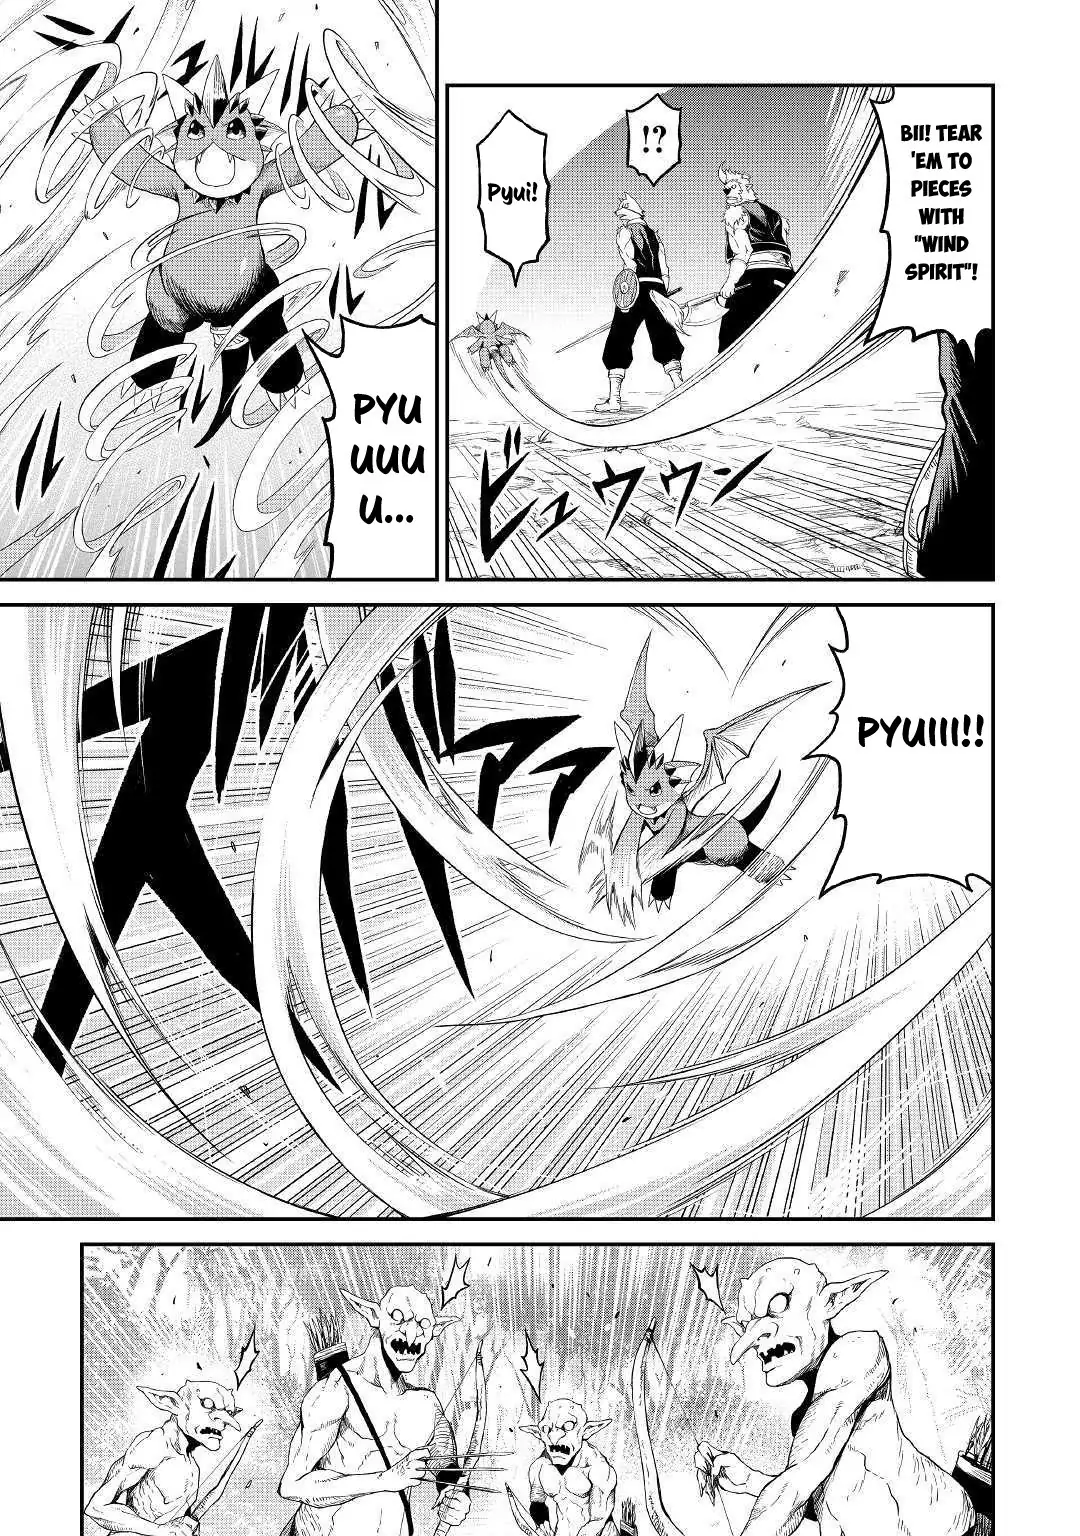 BII! TEAR
'EM TO
PIECES
WITH
"WIND
SPIRIT"!
!?
Pyui!
ビュウウン
PYU
UUUU
U...
PYUIII!!